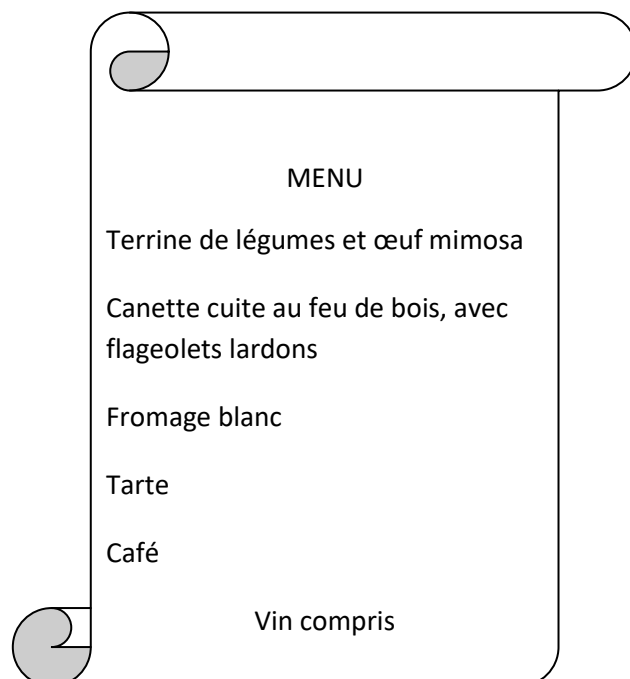 MENU
Terrine de légumes et œuf mimosa
Canette cuite au feu de bois, avec
flageolets lardons
Fromage blanc
Tarte
Café
Vin compris